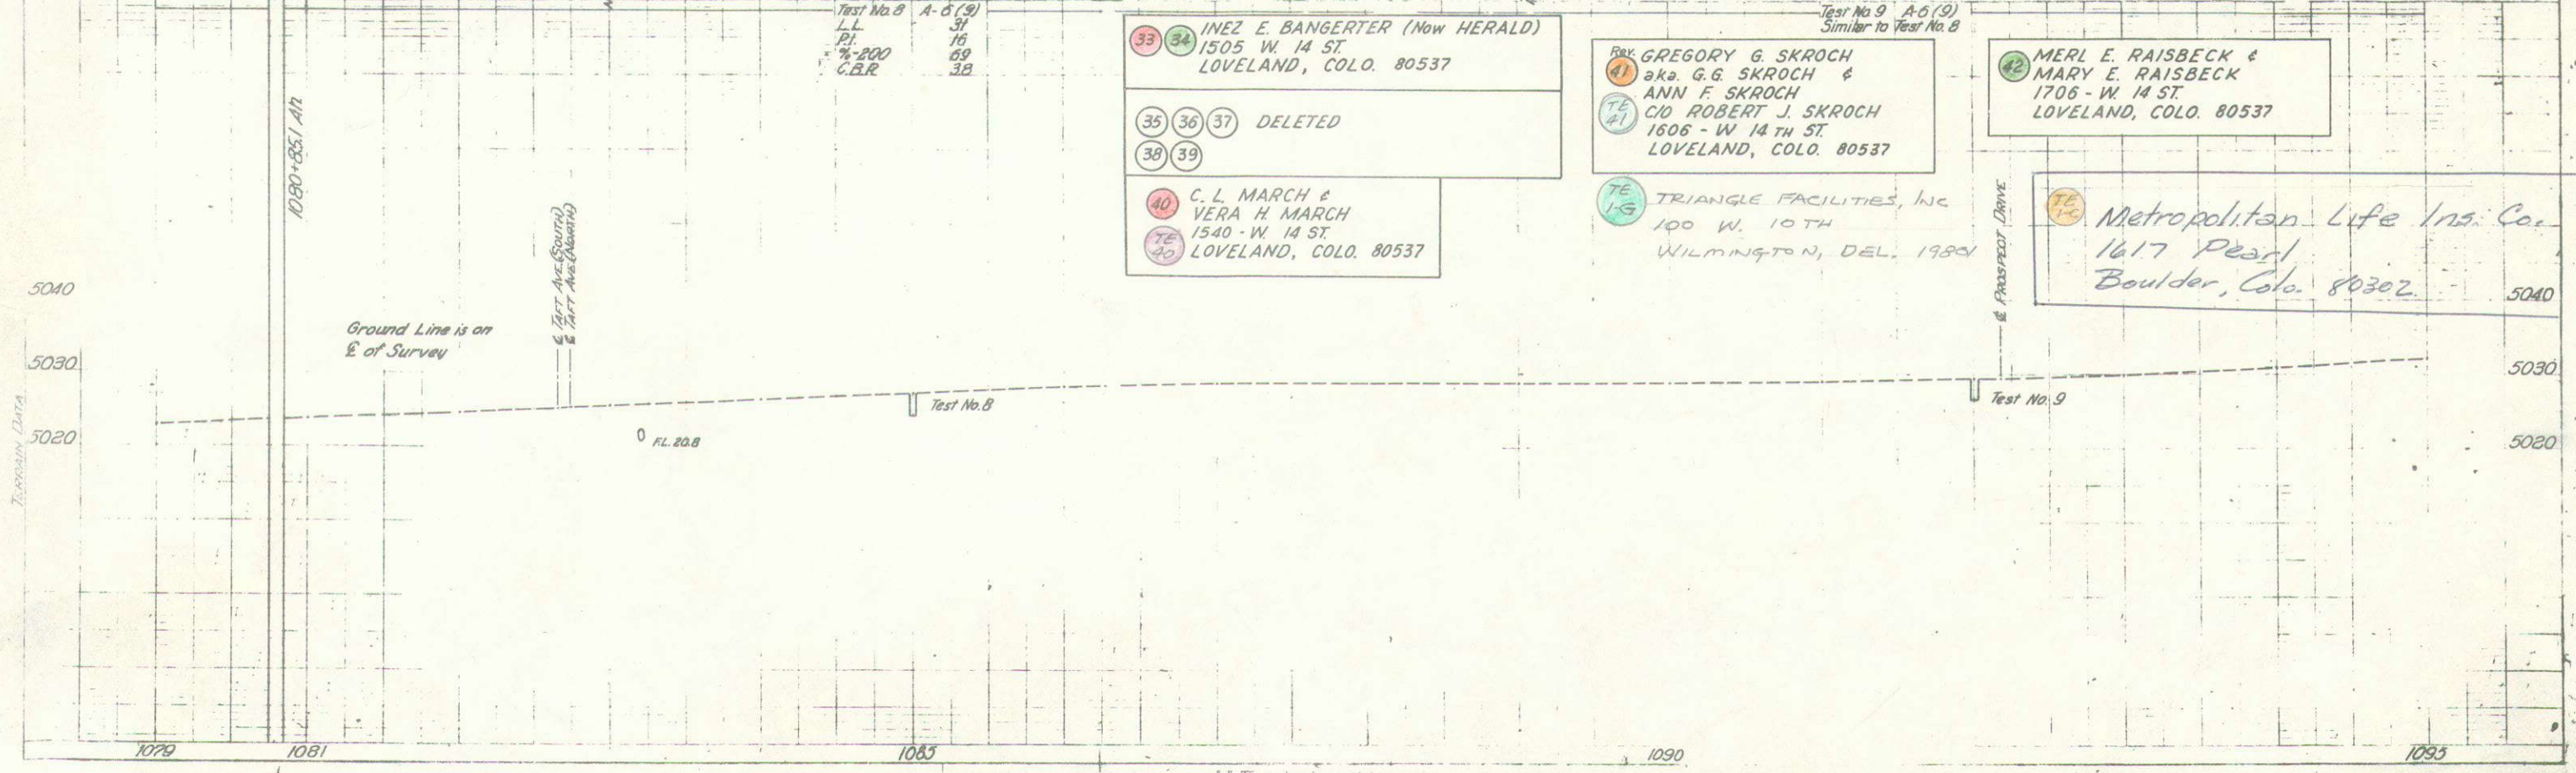 Test No. 8 A-6 (9)
L.L. 31
P.I. 16
%-200 69
C.B.R 3.8
33 34 INEZ E. BANGERTER (Now HERALD)
1505 W. 14 ST.
LOVELAND, COLO. 80537
35 36 37 DELETED
38 39
40 C. L. MARCH &
VERA H. MARCH
TE 40 1540 - W. 14 ST.
LOVELAND, COLO. 80537
Test No 9 A-6 (9)
Similar to Test No. 8
Rev. 41 GREGORY G. SKROCH
aka. G.G. SKROCH &
ANN F. SKROCH
TE 41 C/O ROBERT J. SKROCH
1606 - W 14 TH ST.
LOVELAND, COLO. 80537
TE 1-G TRIANGLE FACILITIES, INC
100 W. 10 TH
WILMINGTON, DEL. 19801
42 MERL E. RAISBECK &
MARY E. RAISBECK
1706 - W. 14 ST.
LOVELAND, COLO. 80537
TE 1-C Metropolitan Life Ins. Co.
1617 Pearl
Boulder, Colo. 80302
1080+85.1 Ah
℄ TAFT AVE (SOUTH)
℄ TAFT AVE (NORTH)
℄ PROSPECT DRIVE
5040 5040
Ground Line is on
℄ of Survey
5030 5030
Test No. 8
Test No. 9
5020 5020
F.L. 20.8
TERRAIN DATA
1079 1081 1085 1090 1095